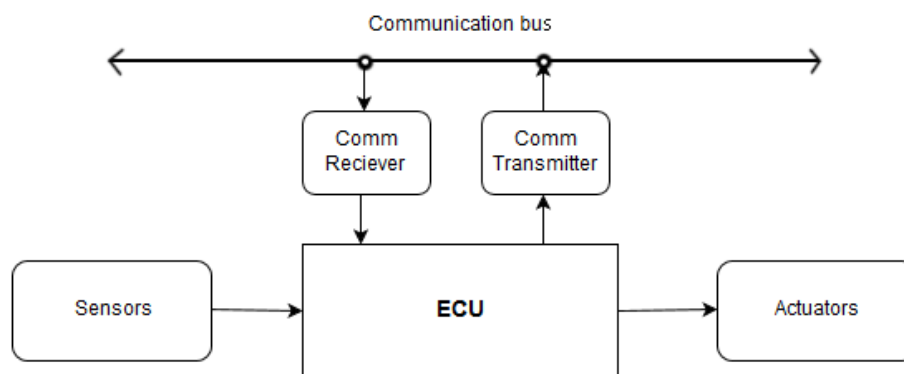 Communication bus
Comm
Reciever
Comm
Transmitter
Sensors
ECU
Actuators